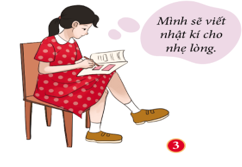 Mình sẽ viết
nhật kí cho
nhẹ lòng.
3